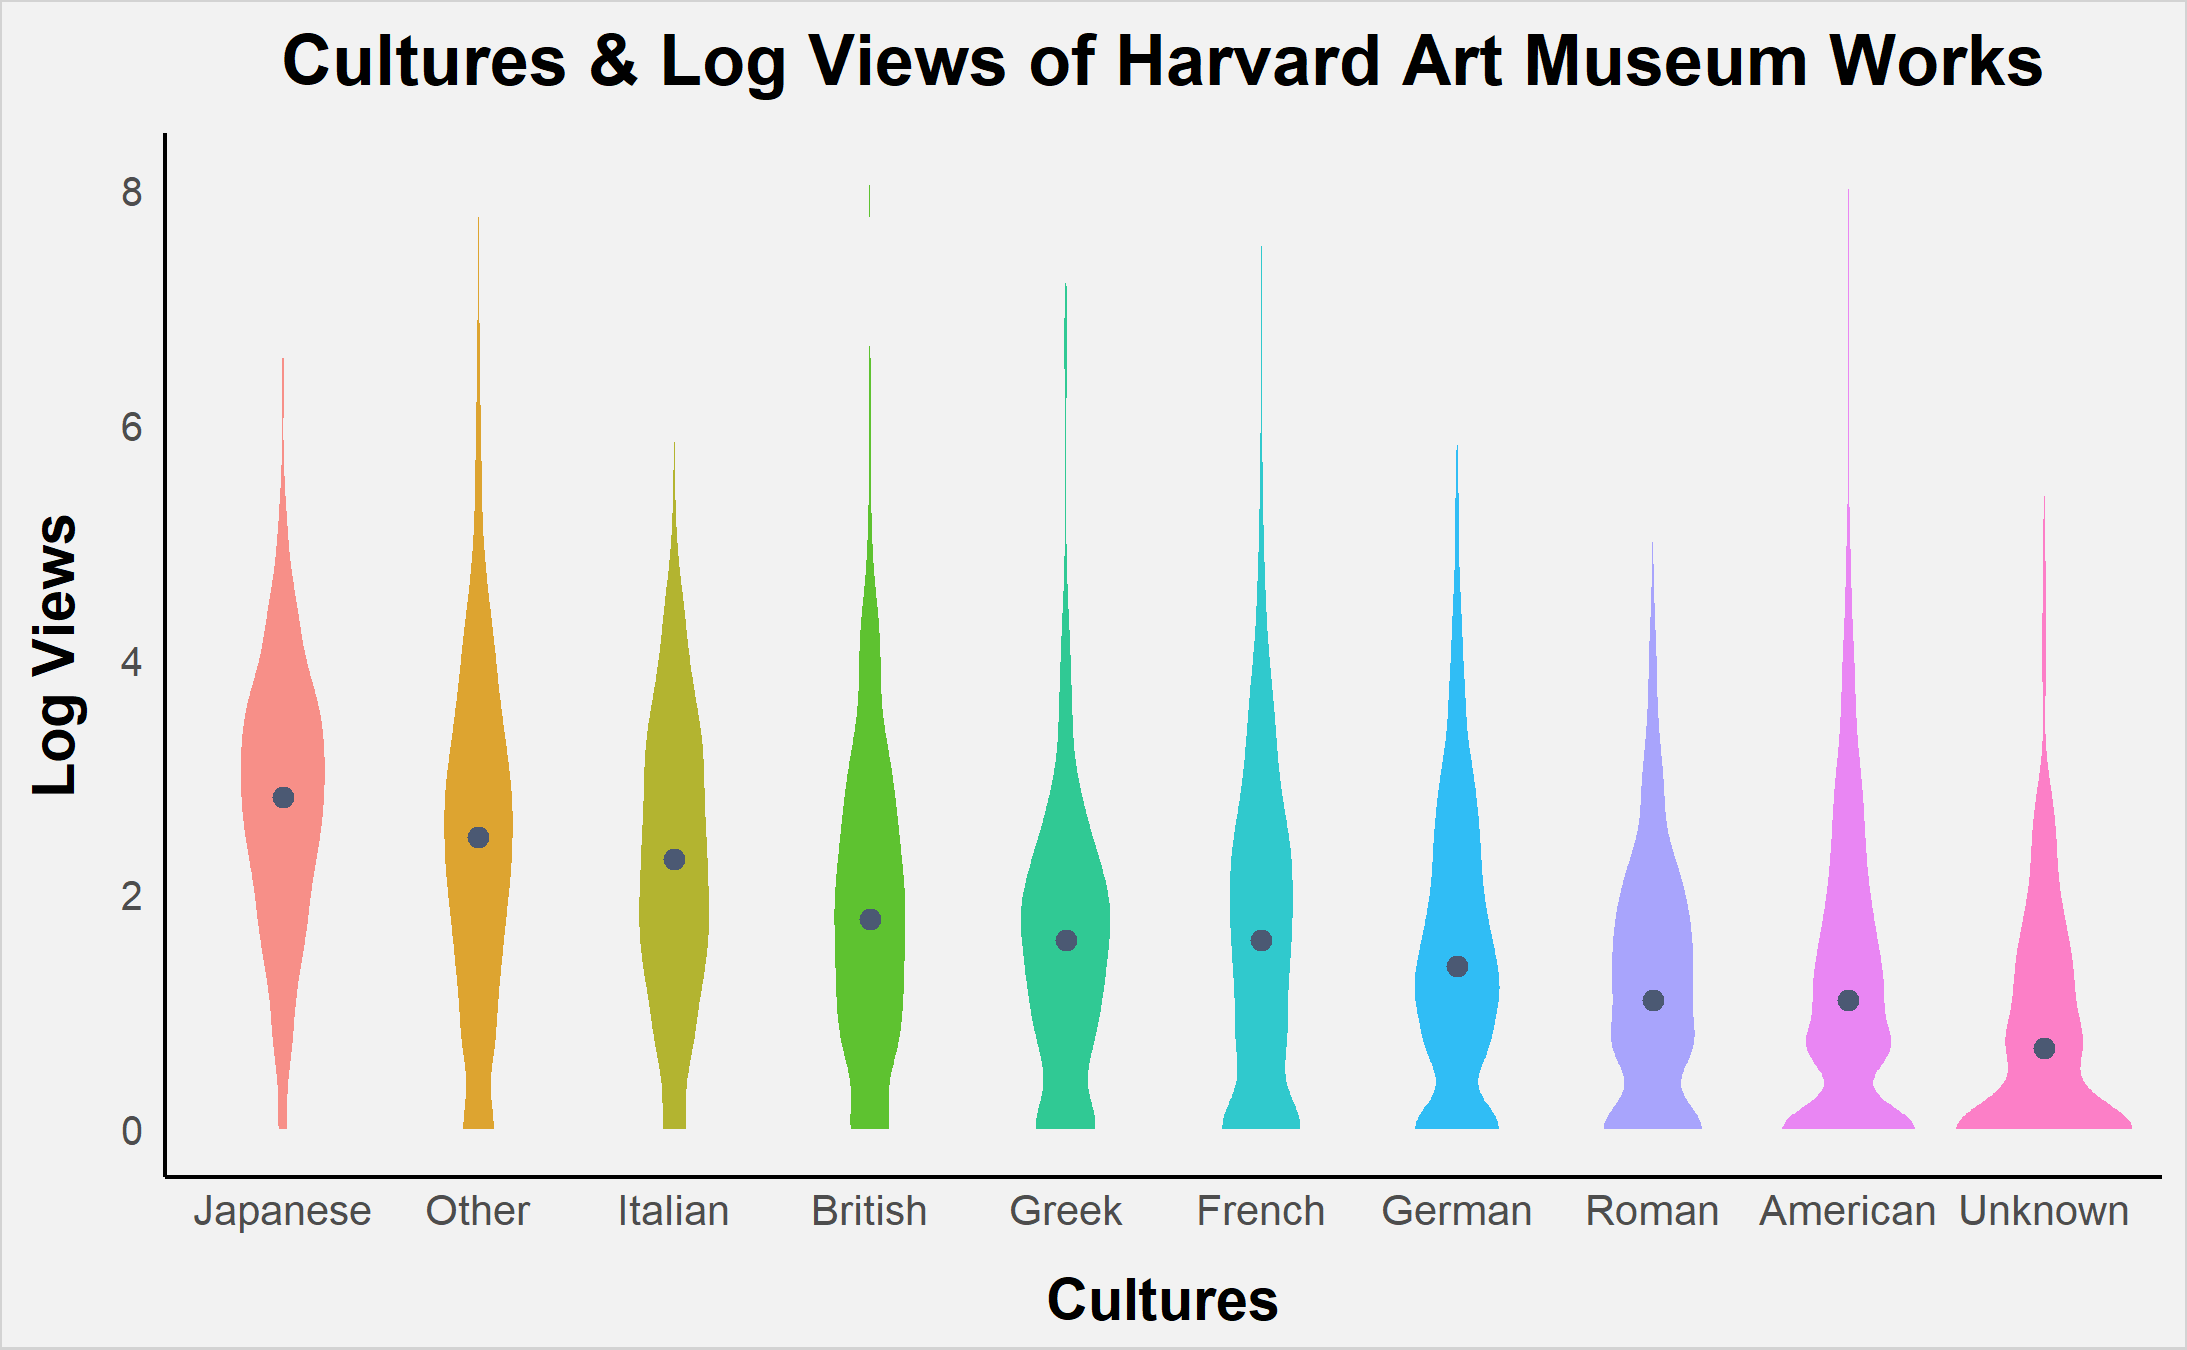 Cultures & Log Views of Harvard Art Museum Works
Log Views
8
6
4
2
0
Japanese Other Italian British Greek French German Roman American Unknown
Cultures